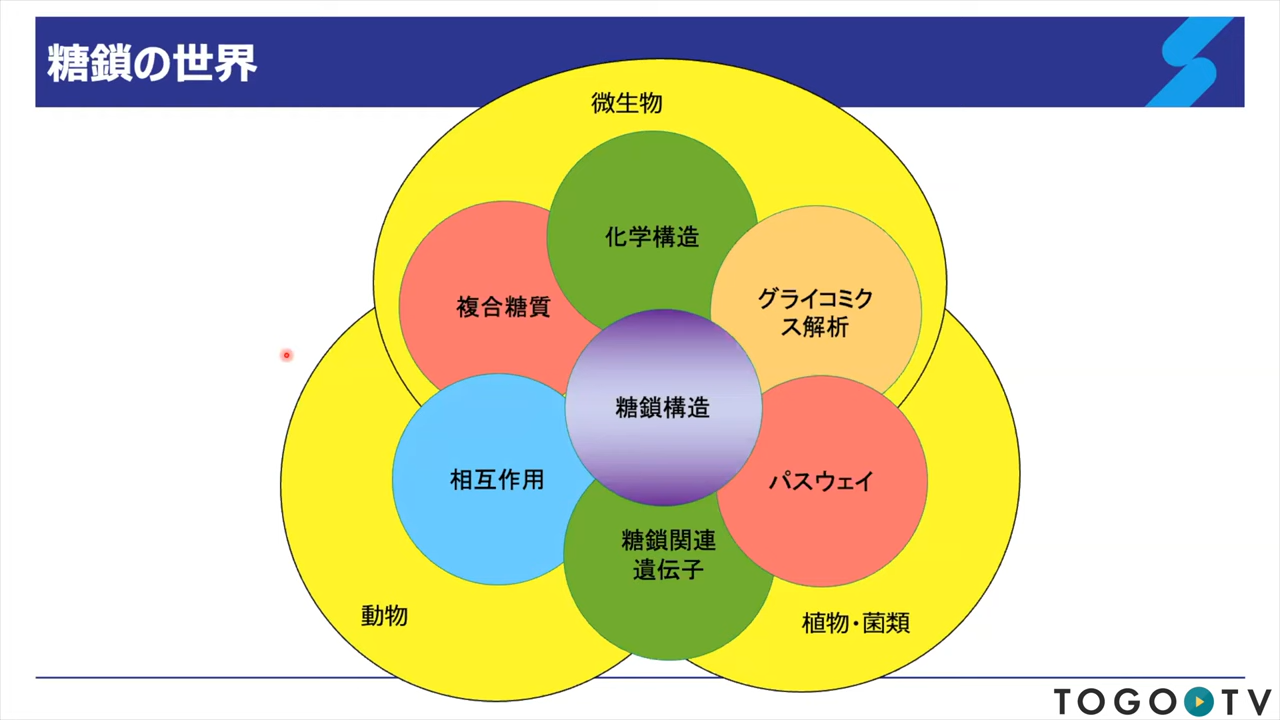 糖鎖の世界
微生物
化学構造
複合糖質
グライコミク
ス解析
糖鎖構造
相互作用
パスウェイ
糖鎖関連
遺伝子
動物
植物・菌類
TOGO TV